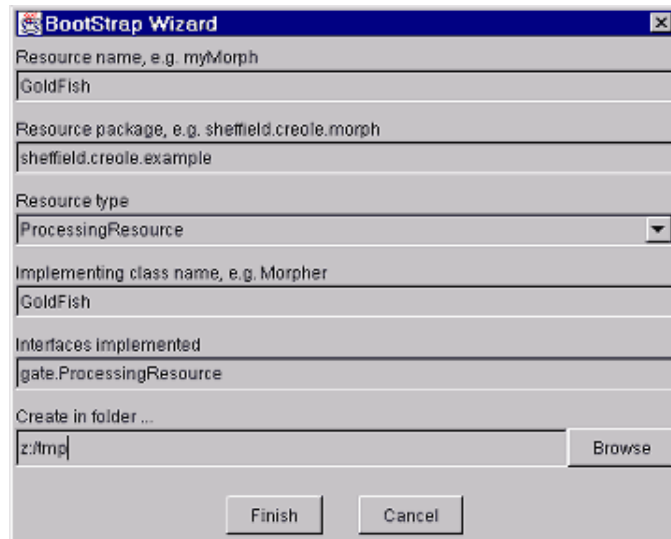 BootStrap Wizard
Resource name, e.g. myMorph
GoldFish
Resource package, e.g. sheffield.creole.morph
sheffield.creole.example
Resource type
ProcessingResource
Implementing class name, e.g. Morpher
GoldFish
Interfaces implemented
gate.ProcessingResource
Create in folder ...
z:/tmp
Browse
Finish Cancel